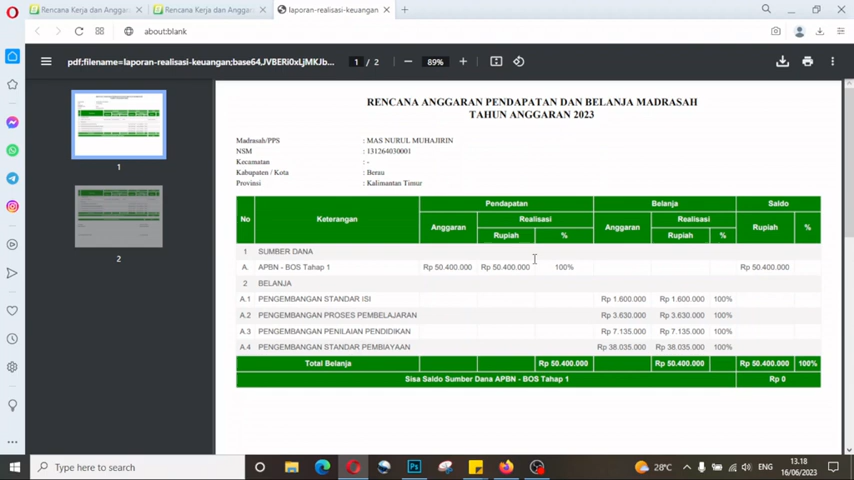 Rencana Kerja dan Anggar
Rencana Kerja dan Anggara
laporan-realisasi-keuangan
about:blank
pdf;filename=laporan-realisasi-keuangan;base64,JVBERi0xLjMKJb...
1 / 2
89%
1
2
RENCANA ANGGARAN PENDAPATAN DAN BELANJA MADRASAH
TAHUN ANGGARAN 2023
Madrasah/PPS : MAS NURUL MUHAJIRIN
NSM : 131264030001
Kecamatan : -
Kabupaten / Kota : Berau
Provinsi : Kalimantan Timur
No Keterangan Pendapatan Belanja Saldo
Anggaran Realisasi Anggaran Realisasi Rupiah %
Rupiah % Rupiah %
1 SUMBER DANA
A. APBN - BOS Tahap 1 Rp 50.400.000 Rp 50.400.000 100% Rp 50.400.000
2 BELANJA
A.1 PENGEMBANGAN STANDAR ISI Rp 1.600.000 Rp 1.600.000 100%
A.2 PENGEMBANGAN PROSES PEMBELAJARAN Rp 3.630.000 Rp 3.630.000 100%
A.3 PENGEMBANGAN PENILAIAN PENDIDIKAN Rp 7.135.000 Rp 7.135.000 100%
A.4 PENGEMBANGAN STANDAR PEMBIAYAAN Rp 38.035.000 Rp 38.035.000 100%
Total Belanja Rp 50.400.000 Rp 50.400.000 Rp 50.400.000 100%
Sisa Saldo Sumber Dana APBN - BOS Tahap 1 Rp 0
Type here to search
28°C
ENG
13.18
16/06/2023